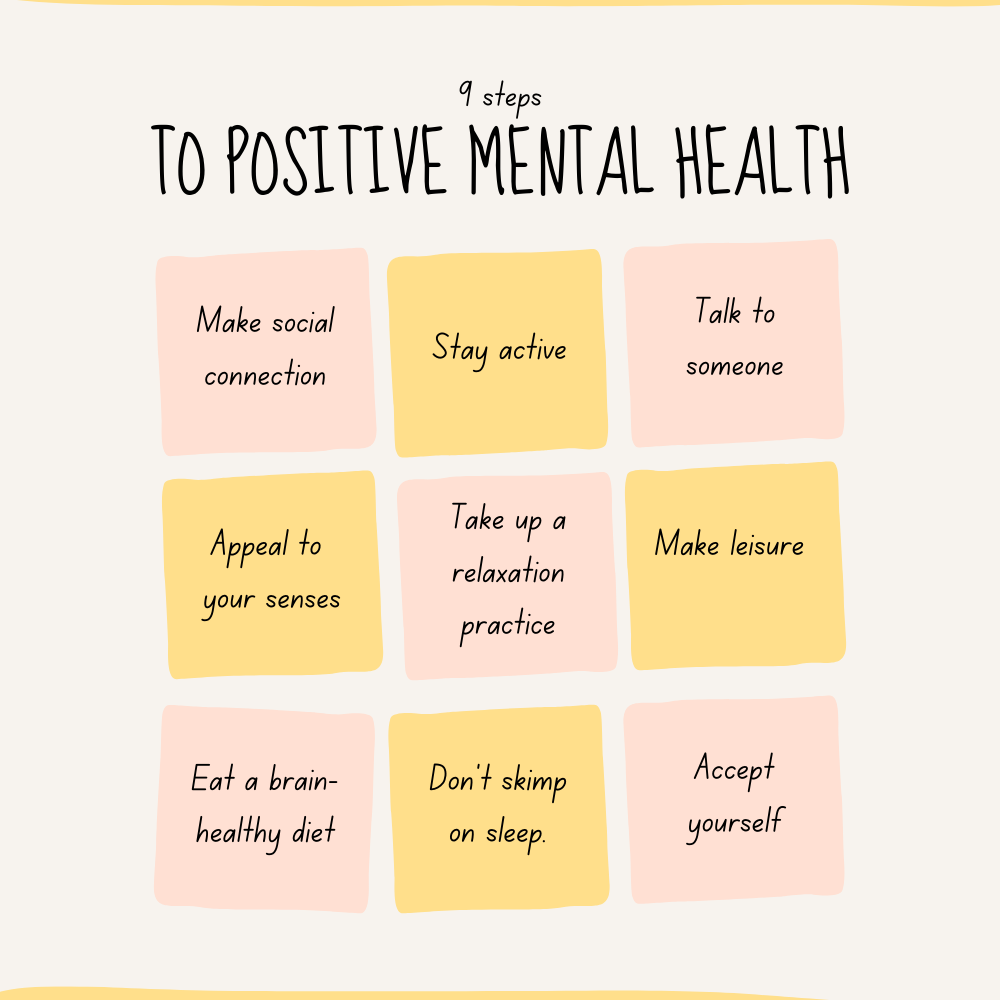 9 steps
TO POSITIVE MENTAL HEALTH
Make social
connection
Stay active
Talk to
someone
Appeal to
your senses
Take up a
relaxation
practice
Make leisure
Eat a brain-
healthy diet
Don't skimp
on sleep.
Accept
yourself